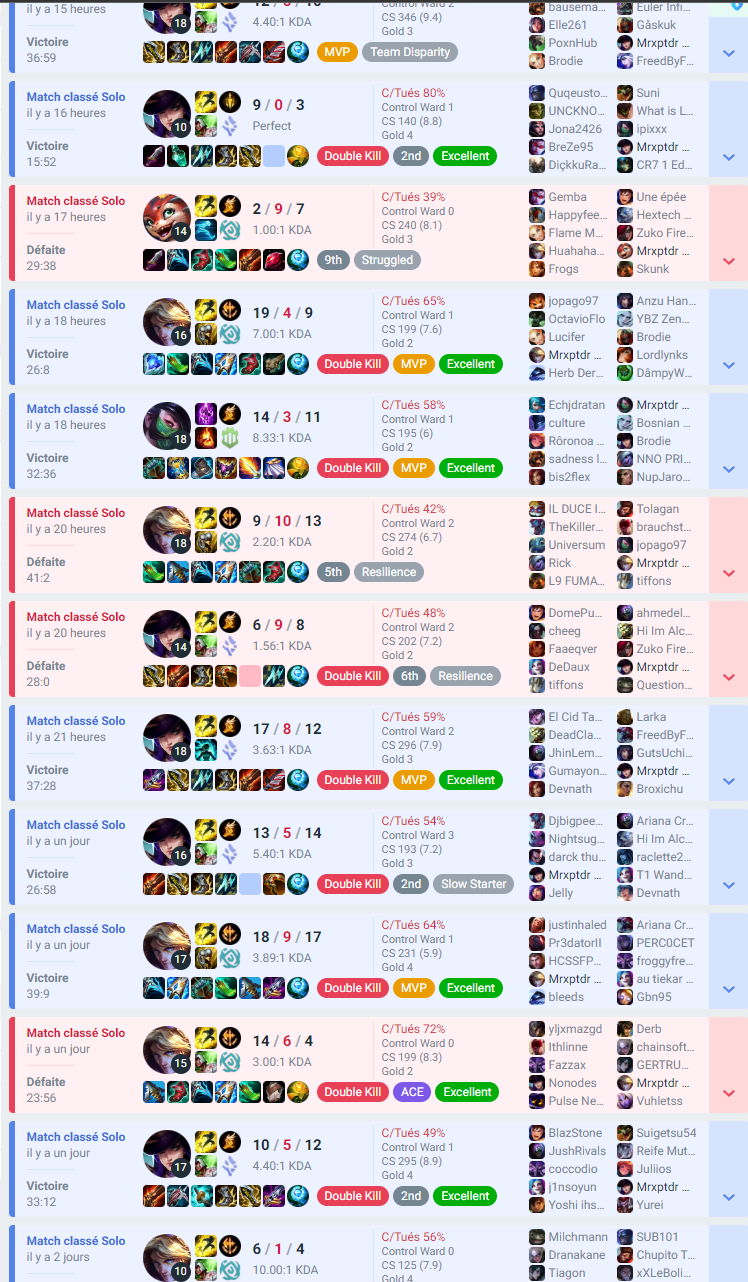 il y a 15 heures
Victoire
36:59
18
4.40:1 KDA
CS 346 (9.4)
Gold 3
MVP Team Disparity
bausema... Euler Infi...
Elle261 Gåskuk
PoxnHub Mrxptdr ...
Brodie FreedByF...
Match classé Solo
il y a 16 heures
Victoire
15:52
10
9 / 0 / 3
Perfect
C/Tués 80%
Control Ward 1
CS 140 (8.8)
Gold 4
Double Kill 2nd Excellent
Quqeusto... Suni
UNCKNO... What is L...
Jona2426 ipixxx
BreZe95 Mrxptdr ...
DiçkkuRa... CR7 1 Ed...
Match classé Solo
il y a 17 heures
Défaite
29:38
14
2 / 9 / 7
1.00:1 KDA
C/Tués 39%
Control Ward 0
CS 240 (8.1)
Gold 3
9th Struggled
Gemba Une épée
Happyfee... Hextech ...
Flame M... Zuko Fire...
Huahaha... Mrxptdr ...
Frogs Skunk
Match classé Solo
il y a 18 heures
Victoire
26:8
16
19 / 4 / 9
7.00:1 KDA
C/Tués 65%
Control Ward 1
CS 199 (7.6)
Gold 2
Double Kill MVP Excellent
jopago97 Anzu Han...
OctavioFlo YBZ Zen...
Lucifer Brodie
Mrxptdr ... Lordlynks
Herb Der... DâmpyW...
Match classé Solo
il y a 18 heures
Victoire
32:36
18
14 / 3 / 11
8.33:1 KDA
C/Tués 58%
Control Ward 1
CS 195 (6)
Gold 2
Double Kill MVP Excellent
Echjdratan Mrxptdr ...
culture Bosnian ...
Rôronoa ... Brodie
sadness l... NNO PRI...
bis2flex NupJaro...
Match classé Solo
il y a 20 heures
Défaite
41:2
18
9 / 10 / 13
2.20:1 KDA
C/Tués 42%
Control Ward 2
CS 274 (6.7)
Gold 2
5th Resilience
IL DUCE I... Tolagan
TheKiller... brauchst...
Universum jopago97
Rick Mrxptdr ...
L9 FUMA... tiffons
Match classé Solo
il y a 20 heures
Défaite
28:0
14
6 / 9 / 8
1.56:1 KDA
C/Tués 48%
Control Ward 2
CS 202 (7.2)
Gold 2
Double Kill 6th Resilience
DomePu... ahmedel...
cheeg Hi Im Alc...
Faaeqver Zuko Fire...
DeDaux Mrxptdr ...
tiffons Question...
Match classé Solo
il y a 21 heures
Victoire
37:28
18
17 / 8 / 12
3.63:1 KDA
C/Tués 59%
Control Ward 2
CS 296 (7.9)
Gold 3
Double Kill MVP Excellent
El Cid Ta... Larka
DeadCla... FreedByF...
JhinLem... GutsUchi...
Gumayon... Mrxptdr ...
Devnath Broxichu
Match classé Solo
il y a un jour
Victoire
26:58
16
13 / 5 / 14
5.40:1 KDA
C/Tués 54%
Control Ward 3
CS 193 (7.2)
Gold 3
Double Kill 2nd Slow Starter
Djbigpee... Ariana Cr...
Nightsug... Hi Im Alc...
darck thu... raclette2...
Mrxptdr ... T1 Wand...
Jelly Devnath
Match classé Solo
il y a un jour
Victoire
39:9
17
18 / 9 / 17
3.89:1 KDA
C/Tués 64%
Control Ward 1
CS 231 (5.9)
Gold 4
Double Kill MVP Excellent
justinhaled Ariana Cr...
Pr3datorII PERC0CET
HCSSFP... froggyfre...
Mrxptdr ... au tiekar ...
bleeds Gbn95
Match classé Solo
il y a un jour
Défaite
23:56
15
14 / 6 / 4
3.00:1 KDA
C/Tués 72%
Control Ward 0
CS 199 (8.3)
Gold 2
Double Kill ACE Excellent
yljxmazgd Derb
Ithlinne chainsoft...
Fazzax GERTRU...
Nonodes Mrxptdr ...
Pulse Ne... Vuhletss
Match classé Solo
il y a un jour
Victoire
33:12
17
10 / 5 / 12
4.40:1 KDA
C/Tués 49%
Control Ward 1
CS 295 (8.9)
Gold 4
Double Kill 2nd Excellent
BlazStone Suigetsu54
JushRivals Reife Mut...
coccodio Juliios
j1nsoyun Mrxptdr ...
Yoshi ihs... Yurei
Match classé Solo
il y a 2 jours
10
6 / 1 / 4
10.00:1 KDA
C/Tués 56%
Control Ward 0
CS 125 (7.9)
Gold 4
Milchmann SUB101
Dranakane Chupito T...
Tiagon xXLeBoli...